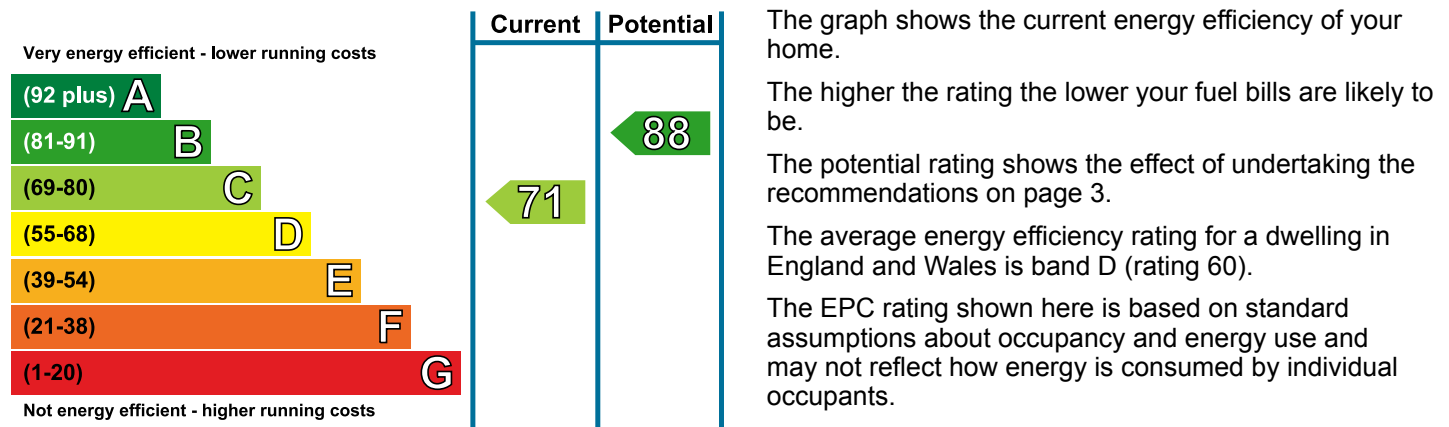 Current Potential
Very energy efficient - lower running costs
(92 plus) A
(81-91) B
88
(69-80) C
71
(55-68) D
(39-54) E
(21-38) F
(1-20) G
Not energy efficient - higher running costs
The graph shows the current energy efficiency of your
home.
The higher the rating the lower your fuel bills are likely to
be.
The potential rating shows the effect of undertaking the
recommendations on page 3.
The average energy efficiency rating for a dwelling in
England and Wales is band D (rating 60).
The EPC rating shown here is based on standard
assumptions about occupancy and energy use and
may not reflect how energy is consumed by individual
occupants.